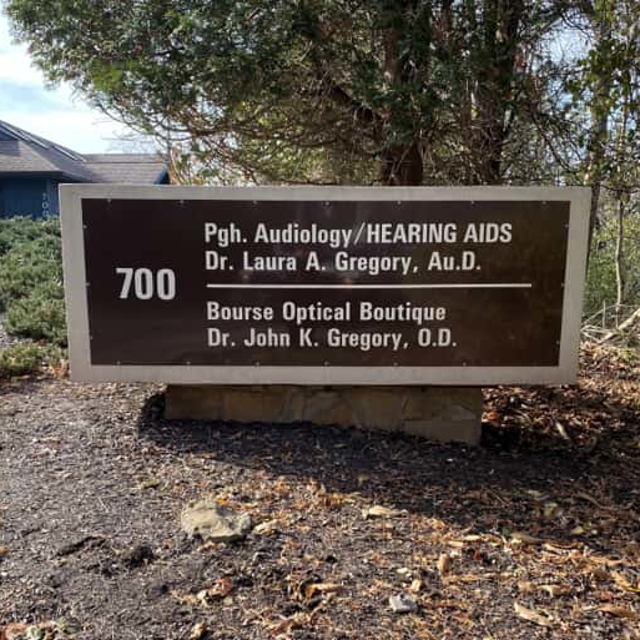 700
Pgh. Audiology/HEARING AIDS
Dr. Laura A. Gregory, Au.D.
Bourse Optical Boutique
Dr. John K. Gregory, O.D.